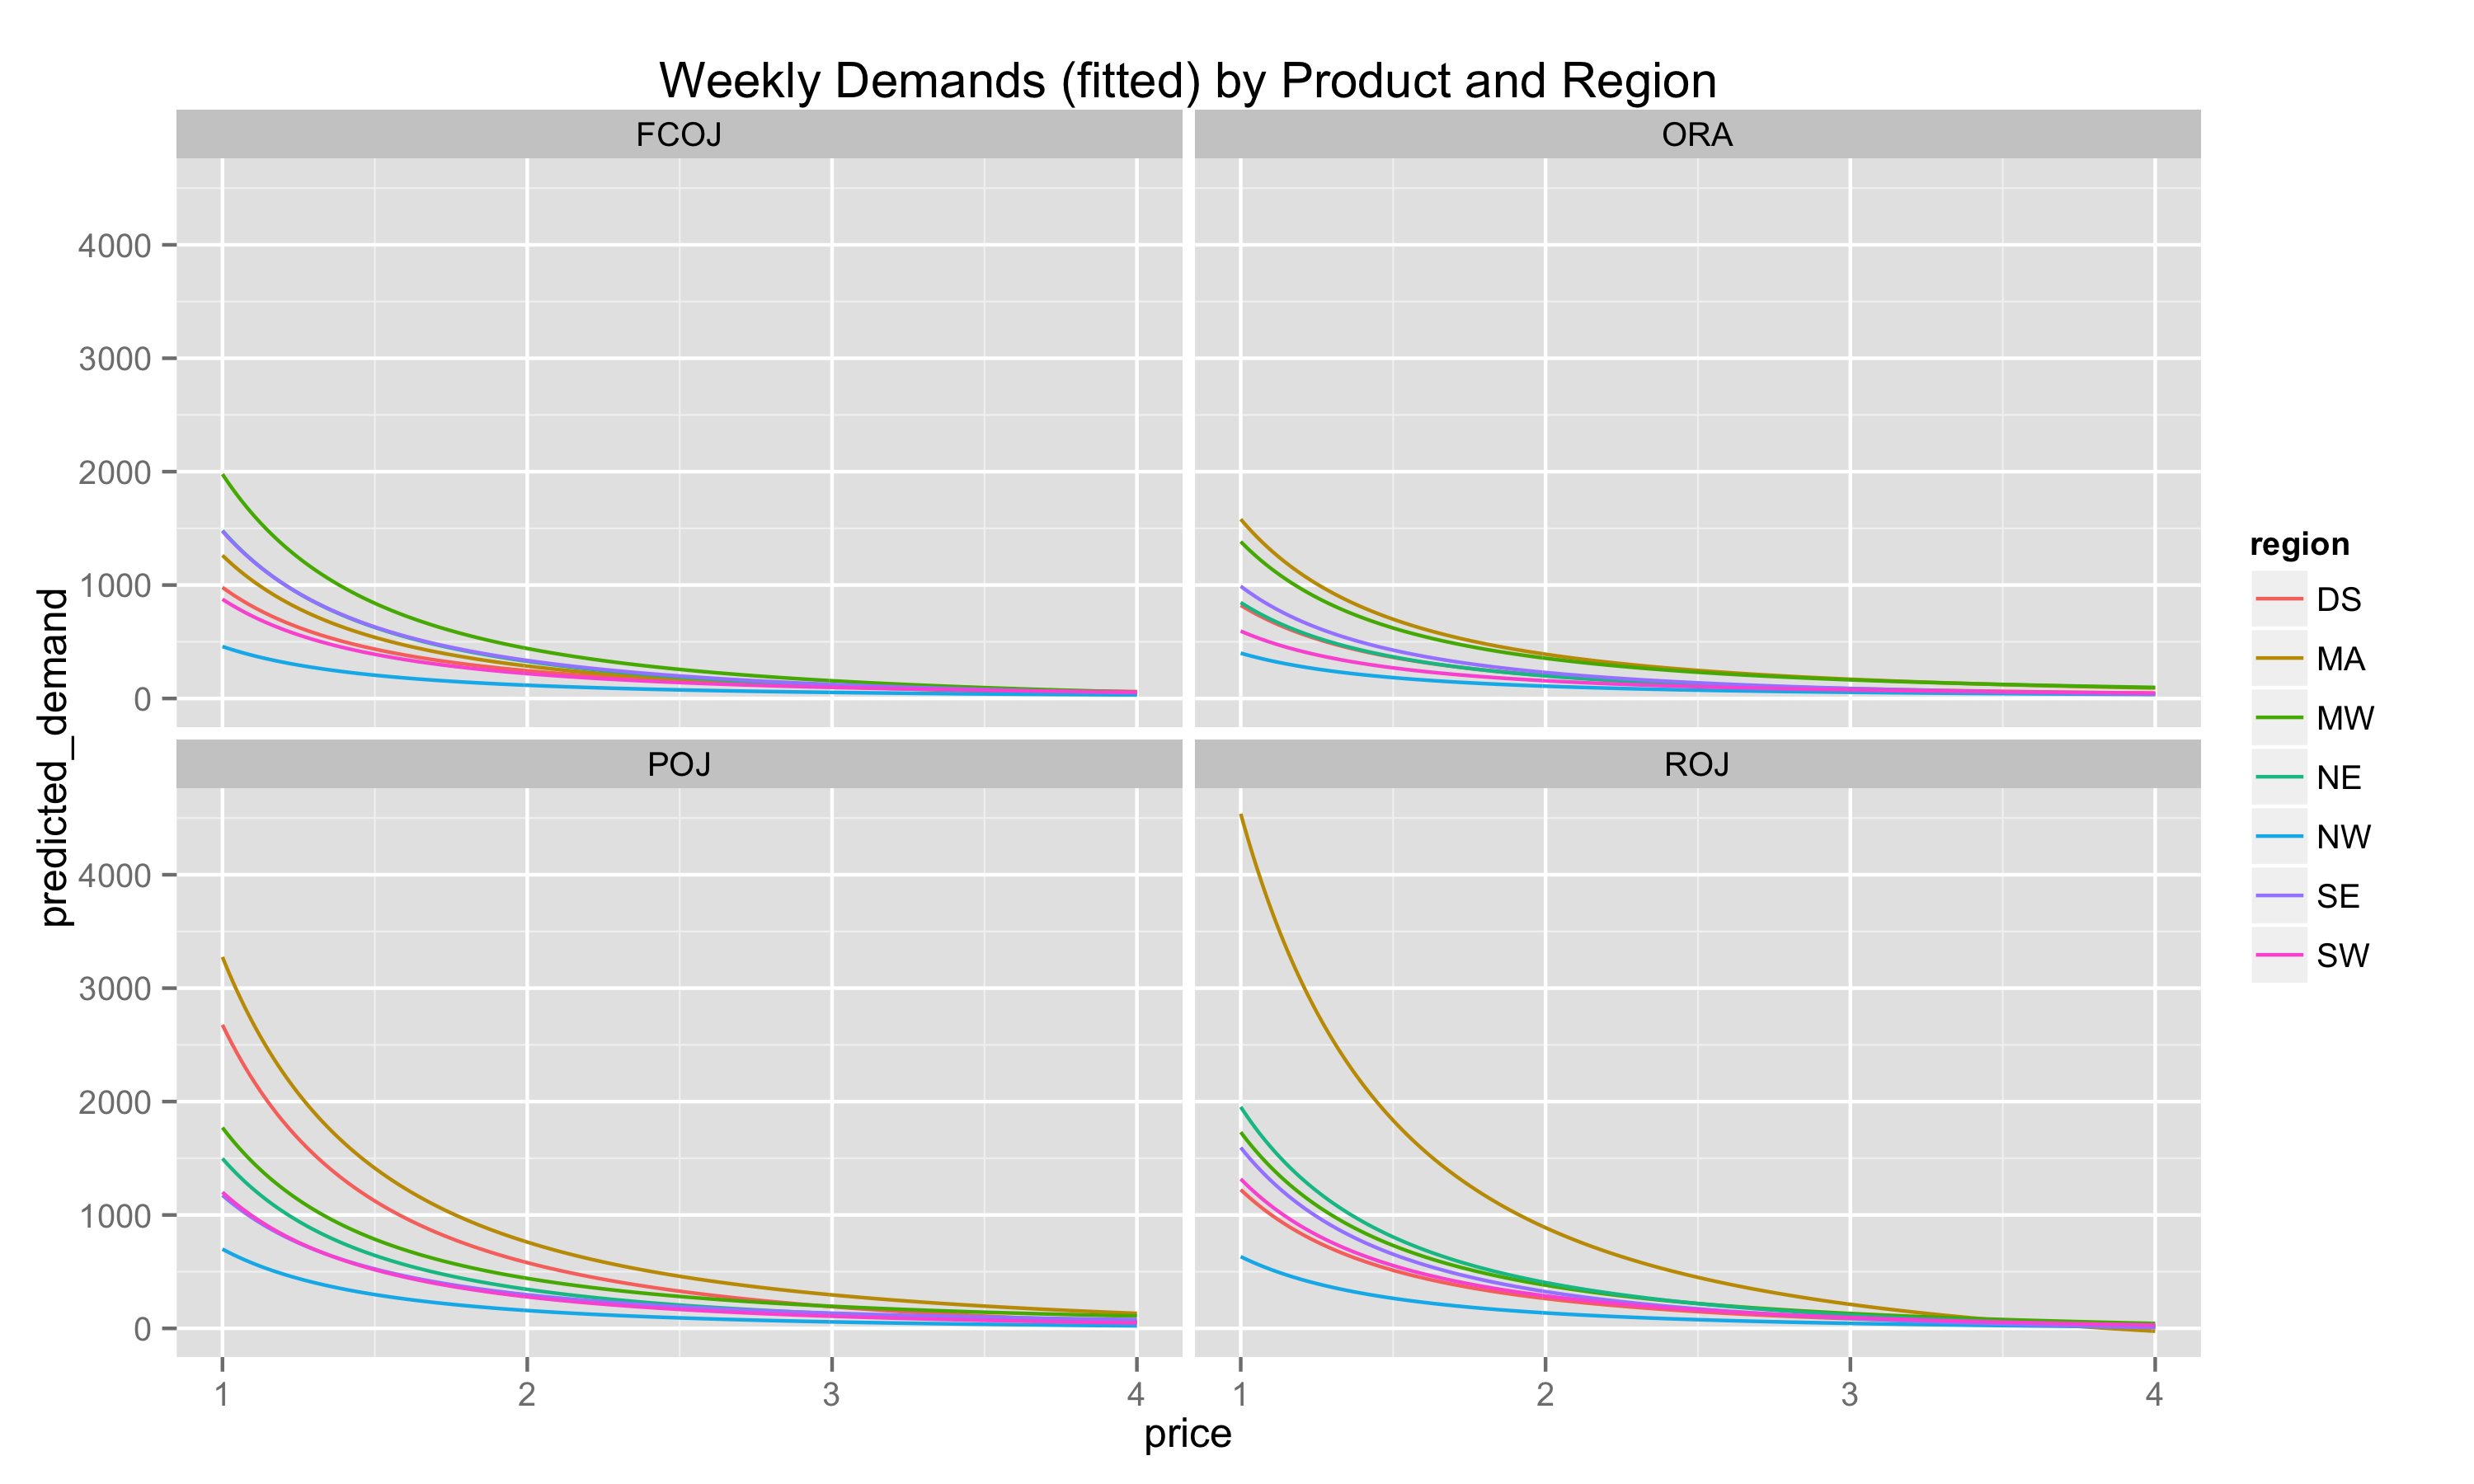 Weekly Demands (fitted) by Product and Region
FCOJ
ORA
4000
3000
2000
1000
0
POJ
ROJ
4000
3000
2000
1000
0
1
2
3
4
1
2
3
4
price
predicted_demand
region
DS
MA
MW
NE
NW
SE
SW